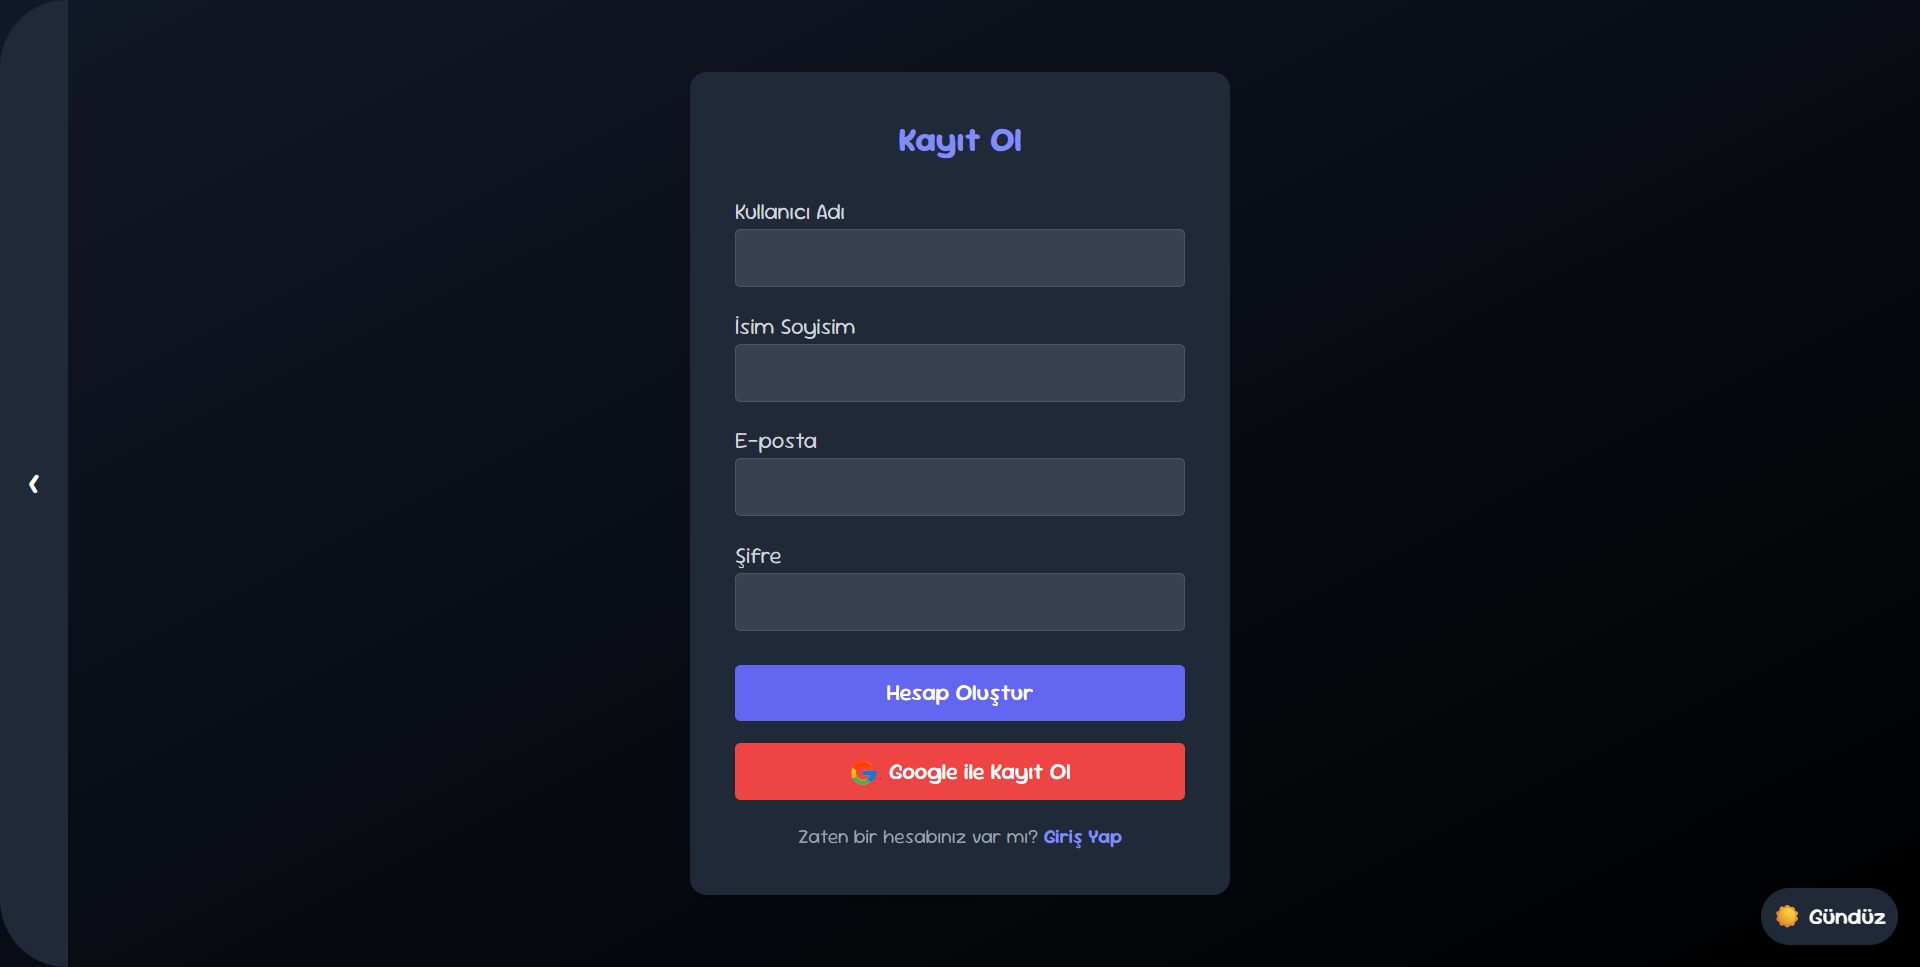 Kayıt Ol
Kullanıcı Adı
İsim Soyisim
E-posta
Şifre
Hesap Oluştur
Google ile Kayıt Ol
Zaten bir hesabınız var mı? Giriş Yap
Gündüz